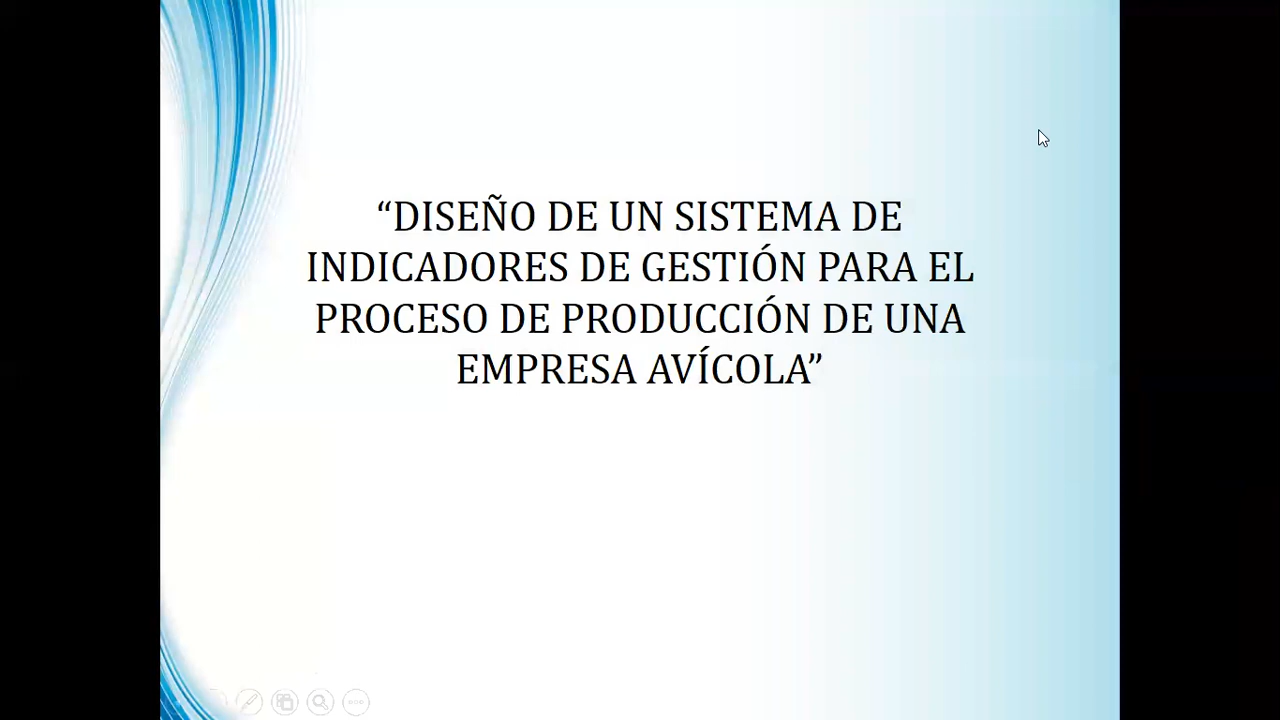 “DISEÑO DE UN SISTEMA DE
INDICADORES DE GESTIÓN PARA EL
PROCESO DE PRODUCCIÓN DE UNA
EMPRESA AVÍCOLA”